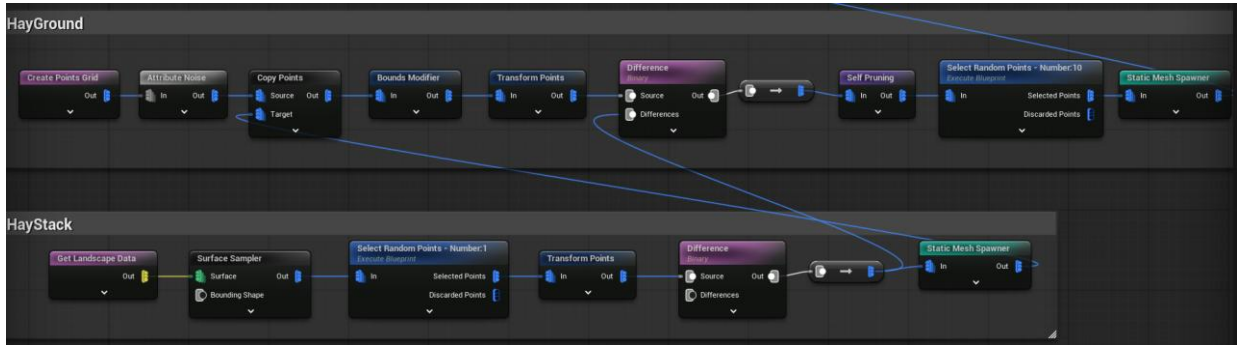 HayGround
Create Points Grid
Out
Attribute Noise
In Out
Copy Points
Source Out
Target
Bounds Modifier
In Out
Transform Points
In Out
Difference
Binary
Source Out
Differences
Self Pruning
In Out
Select Random Points - Number:10
Execute Blueprint
In Selected Points
Discarded Points
Static Mesh Spawner
In Out
HayStack
Get Landscape Data
Out
Surface Sampler
Surface Out
Bounding Shape
Select Random Points - Number:1
Execute Blueprint
In Selected Points
Discarded Points
Transform Points
In Out
Difference
Binary
Source Out
Differences
Static Mesh Spawner
In Out